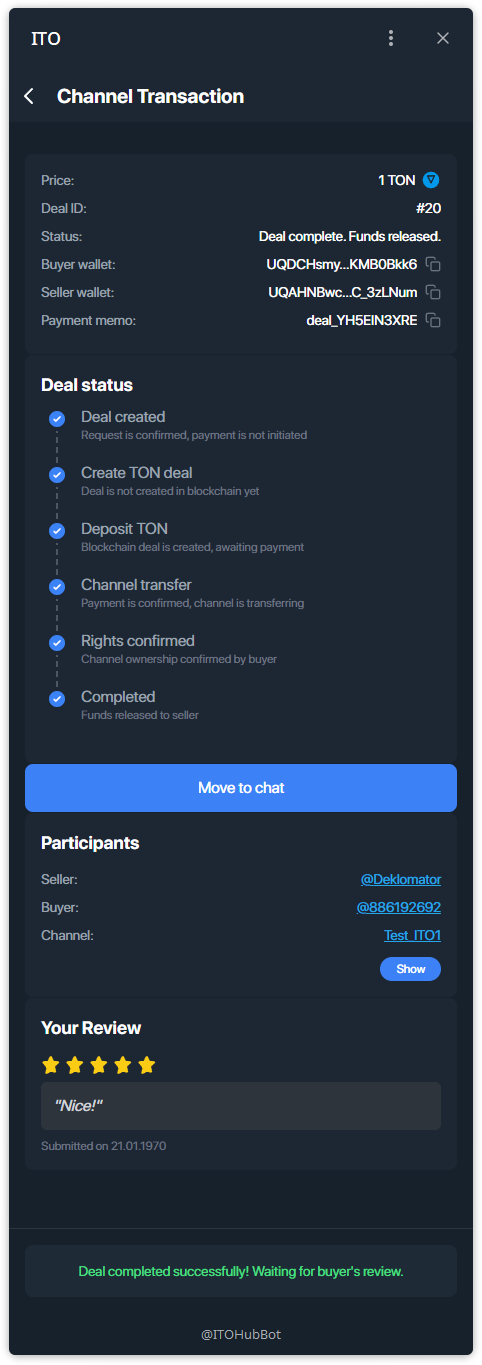 ITO
Channel Transaction
Price: 1 TON
Deal ID: #20
Status: Deal complete. Funds released.
Buyer wallet: UQDCHsmy...KMB0Bkk6
Seller wallet: UQAHNBwc...C_3zLNum
Payment memo: deal_YH5EIN3XRE
Deal status
Deal created
Request is confirmed, payment is not initiated
Create TON deal
Deal is not created in blockchain yet
Deposit TON
Blockchain deal is created, awaiting payment
Channel transfer
Payment is confirmed, channel is transferring
Rights confirmed
Channel ownership confirmed by buyer
Completed
Funds released to seller
Move to chat
Participants
Seller: @Deklomator
Buyer: @886192692
Channel: Test_ITO1
Show
Your Review
"Nice!"
Submitted on 21.01.1970
Deal completed successfully! Waiting for buyer's review.
@ITOHubBot